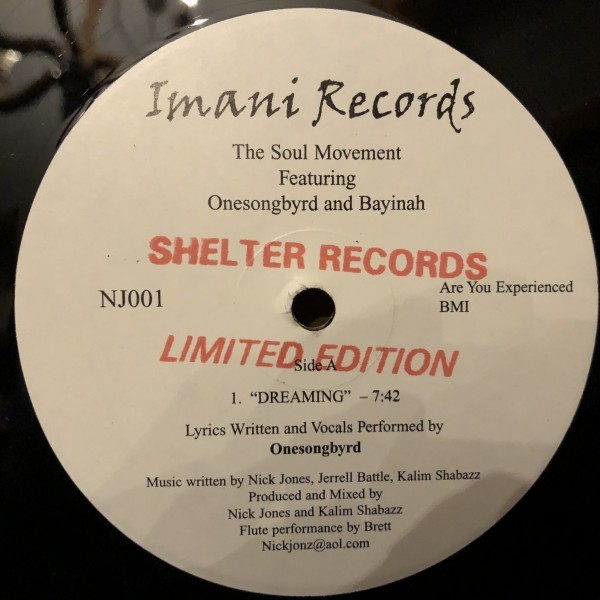 Imani Records
The Soul Movement
Featuring
Onesongbyrd and Bayinah
SHELTER RECORDS
NJ001
Are You Experienced
BMI
LIMITED EDITION
Side A
1. “DREAMING” – 7:42
Lyrics Written and Vocals Performed by
Onesongbyrd
Music written by Nick Jones, Jerrell Battle, Kalim Shabazz
Produced and Mixed by
Nick Jones and Kalim Shabazz
Flute performance by Brett
Nickjonz@aol.com